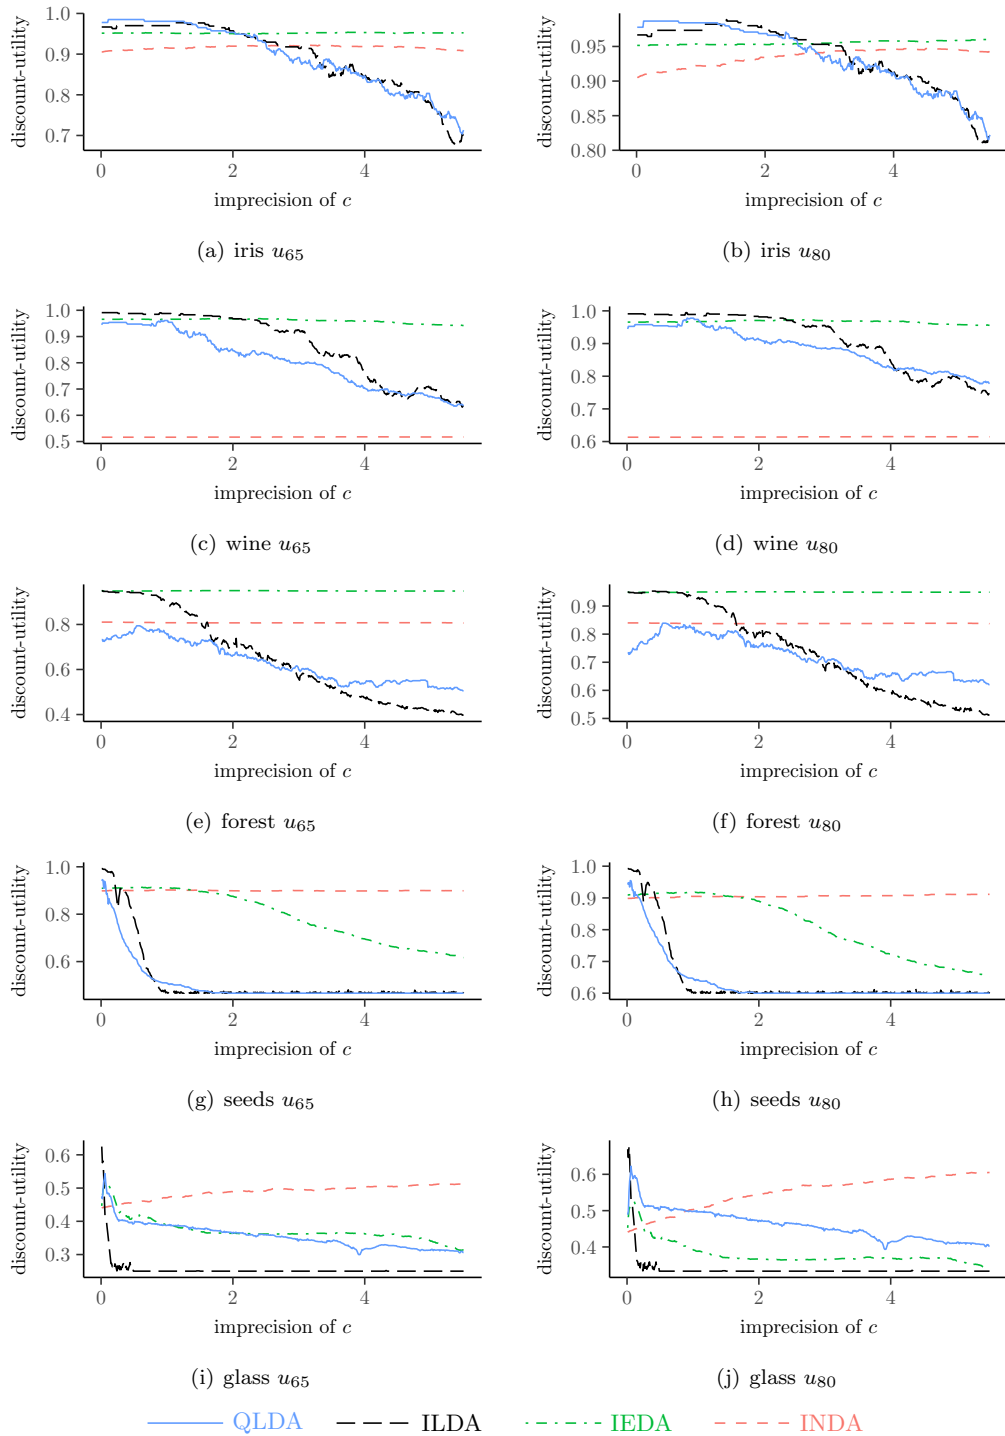 discount-utility
1.0
0.9
0.8
0.7
0 2 4
imprecision of c
(a) iris u65
discount-utility
0.95
0.90
0.85
0.80
0 2 4
imprecision of c
(b) iris u80
discount-utility
1.0
0.9
0.8
0.7
0.6
0.5
0 2 4
imprecision of c
(c) wine u65
discount-utility
1.0
0.9
0.8
0.7
0.6
0 2 4
imprecision of c
(d) wine u80
discount-utility
0.8
0.6
0.4
0 2 4
imprecision of c
(e) forest u65
discount-utility
0.9
0.8
0.7
0.6
0.5
0 2 4
imprecision of c
(f) forest u80
discount-utility
1.0
0.8
0.6
0 2 4
imprecision of c
(g) seeds u65
discount-utility
1.0
0.9
0.8
0.7
0.6
0 2 4
imprecision of c
(h) seeds u80
discount-utility
0.6
0.5
0.4
0.3
0 2 4
imprecision of c
(i) glass u65
discount-utility
0.6
0.5
0.4
0 2 4
imprecision of c
(j) glass u80
QLDA ILDA IEDA INDA